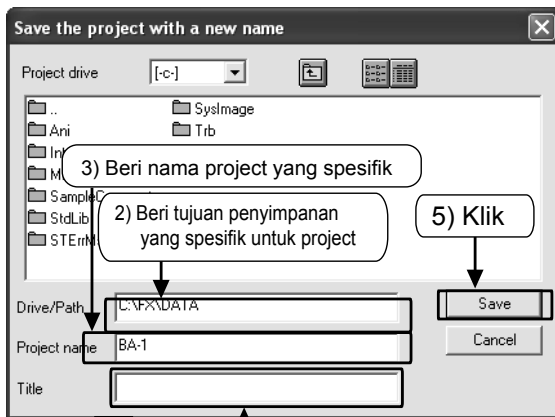 Save the project with a new name
Project drive
[-c-]
..
SysImage
Ani
Trb
3) Beri nama project yang spesifik
StdLib
2) Beri tujuan penyimpanan
yang spesifik untuk project
5) Klik
Drive/Path
C:\FX\DATA
Save
Project name
BA-1
Cancel
Title